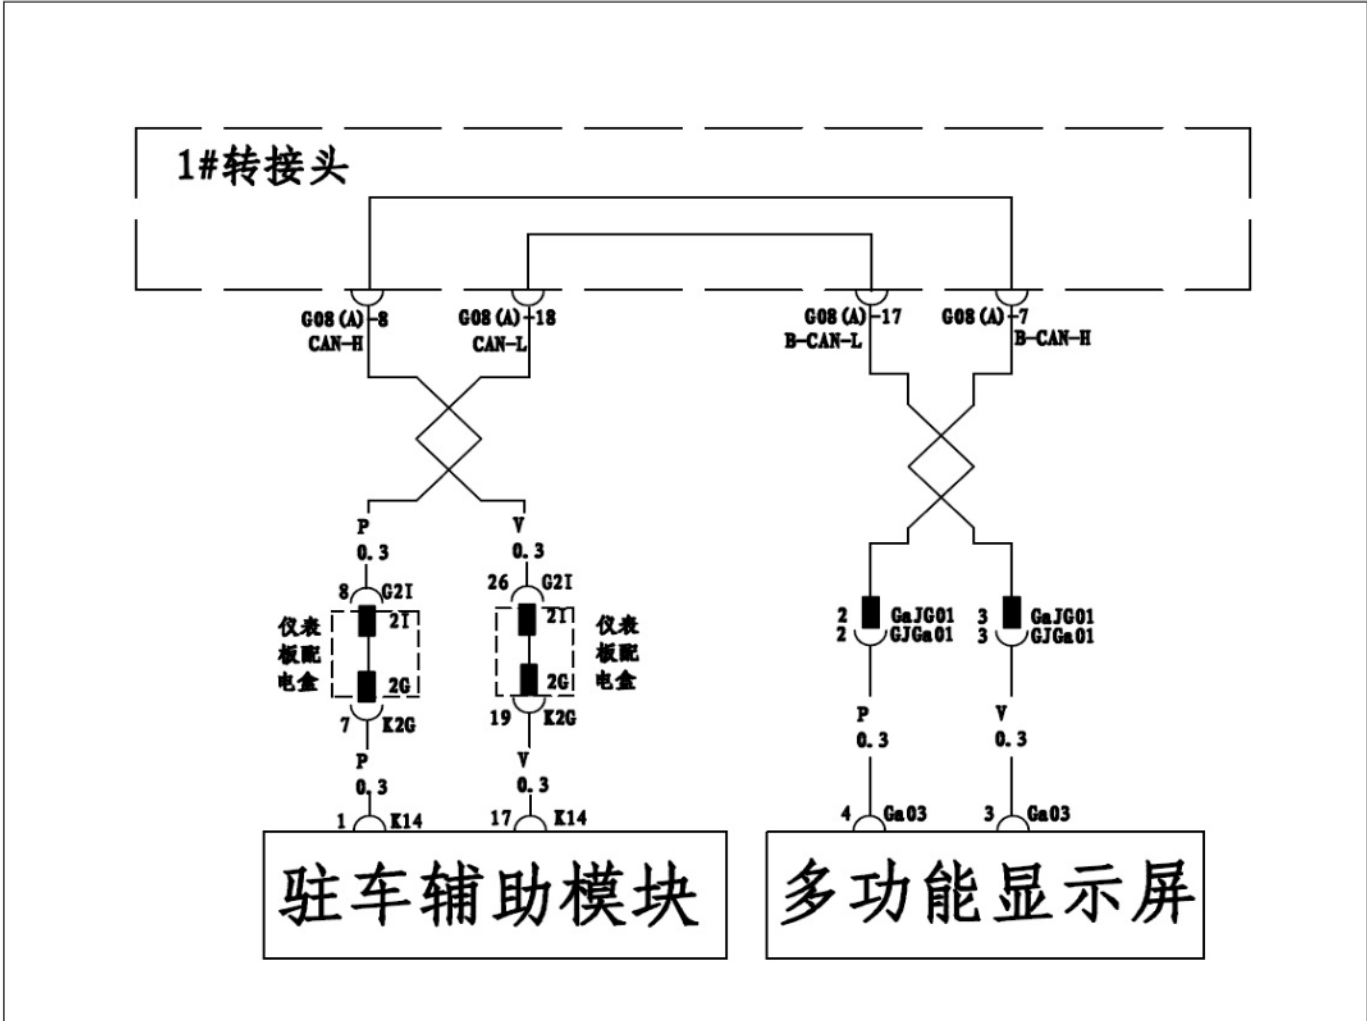 1#转接头
G08(A)-8
CAN-H
G08(A)-18
CAN-L
G08(A)-17
B-CAN-L
G08(A)-7
B-CAN-H
P
0.3
V
0.3
8 G2I
26 G2I
仪表
板配
电盒
2I
2G
2I
2G
仪表
板配
电盒
7 K2G
19 K2G
P
0.3
V
0.3
1 K14
17 K14
2 GaJG01
2 GJGa01
3 GaJG01
3 GJGa01
P
0.3
V
0.3
4 Ga03
3 Ga03
驻车辅助模块
多功能显示屏